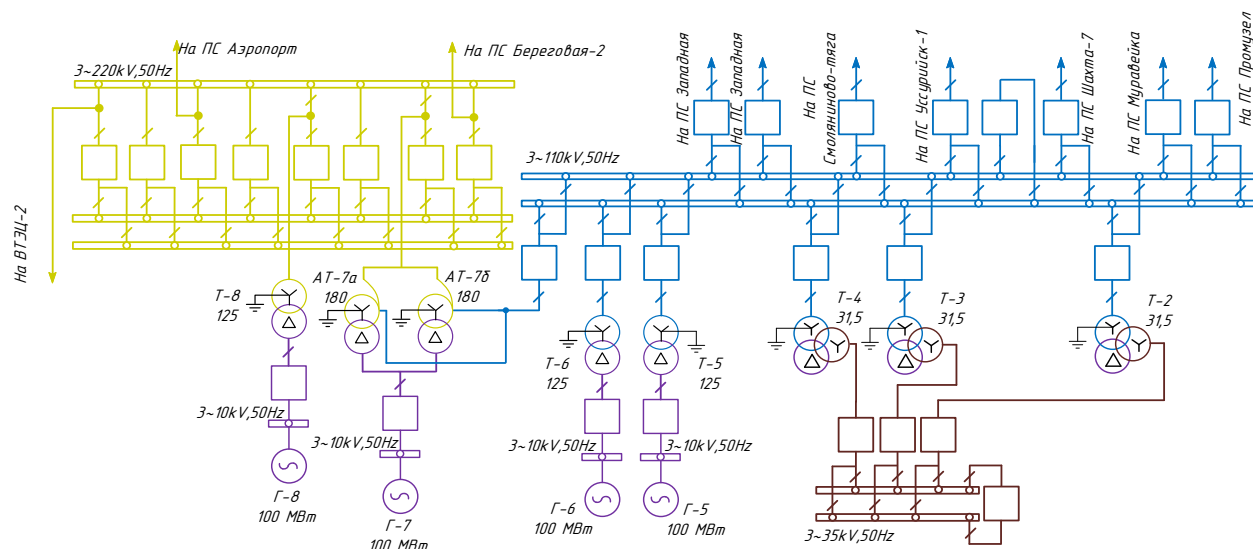 На ПС Аэропорт
На ПС Береговая-2
3~220kV,50Hz
На ВТЭЦ-2
На ПС Западная
На ПС Западная
На ПС
Смоляниново-тяга
На ПС Уссурийск-1
На ПС Шахта-7
На ПС Муравейка
На ПС Промузел
3~110kV,50Hz
Т-8
125
АТ-7а
180
АТ-7б
180
Т-6
125
Т-5
125
Т-4
31,5
Т-3
31,5
Т-2
31,5
3~10kV,50Hz
3~10kV,50Hz
3~10kV,50Hz
3~10kV,50Hz
Г-8
100 МВт
Г-7
100 МВт
Г-6
100 МВт
Г-5
100 МВт
3~35kV,50Hz